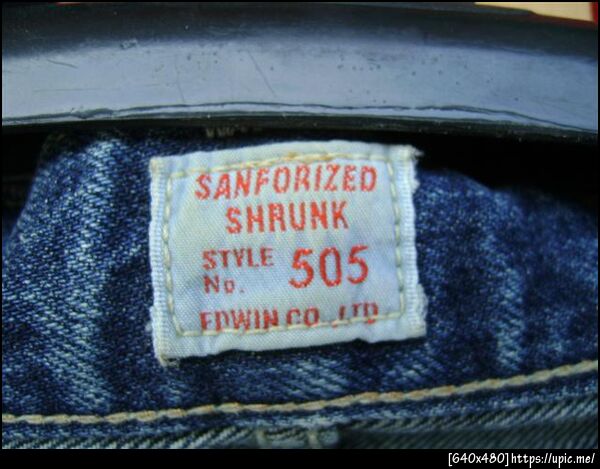 SANFORIZED
SHRUNK
STYLE No. 505
EDWIN CO.,LTD
[640x480]https://upic.me/